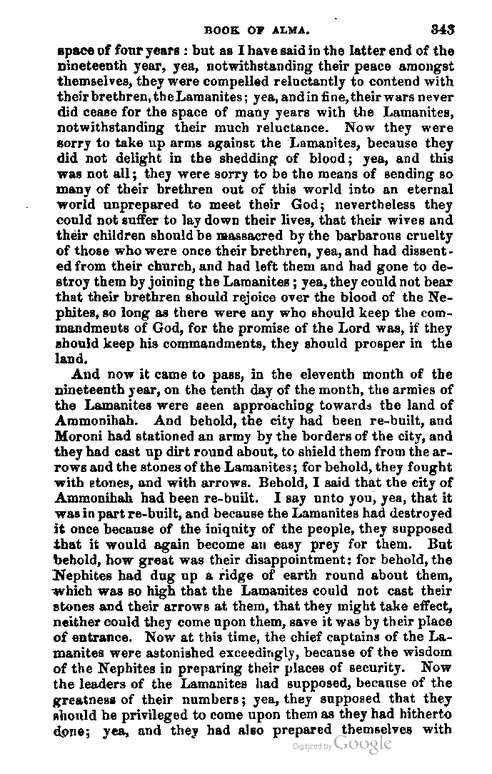 BOOK OF ALMA. 343
space of four years : but as I have said in the latter end of the
nineteenth year, yea, notwithstanding their peace amongst
themselves, they were compelled reluctantly to contend with
their brethren, the Lamanites; yea, and in fine, their wars never
did cease for the space of many years with the Lamanites,
notwithstanding their much reluctance. Now they were
sorry to take up arms against the Lamanites, because they
did not delight in the shedding of blood; yea, and this
was not all; they were sorry to be the means of sending so
many of their brethren out of this world into an eternal
world unprepared to meet their God; nevertheless they
could not suffer to lay down their lives, that their wives and
their children should be massacred by the barbarous cruelty
of those who were once their brethren, yea, and had dissent-
ed from their church, and had left them and had gone to de-
stroy them by joining the Lamanites; yea, they could not bear
that their brethren should rejoice over the blood of the Ne-
phites, so long as there were any who should keep the com-
mandments of God, for the promise of the Lord was, if they
should keep his commandments, they should prosper in the
land.
And now it came to pass, in the eleventh month of the
nineteenth year, on the tenth day of the month, the armies of
the Lamanites were seen approaching towards the land of
Ammonihah. And behold, the city had been re-built, and
Moroni had stationed an army by the borders of the city, and
they had cast up dirt round about, to shield them from the ar-
rows and the stones of the Lamanites; for behold, they fought
with stones, and with arrows. Behold, I said that the city of
Ammonihah had been re-built. I say unto you, yea, that it
was in part re-built, and because the Lamanites had destroyed
it once because of the iniquity of the people, they supposed
that it would again become an easy prey for them. But
behold, how great was their disappointment: for behold, the
Nephites had dug up a ridge of earth round about them,
which was so high that the Lamanites could not cast their
stones and their arrows at them, that they might take effect,
neither could they come upon them, save it was by their place
of entrance. Now at this time, the chief captains of the La-
manites were astonished exceedingly, because of the wisdom
of the Nephites in preparing their places of security. Now
the leaders of the Lamanites had supposed, because of the
greatness of their numbers; yea, they supposed that they
should be privileged to come upon them as they had hitherto
done; yea, and they had also prepared themselves with
Digitized by Google